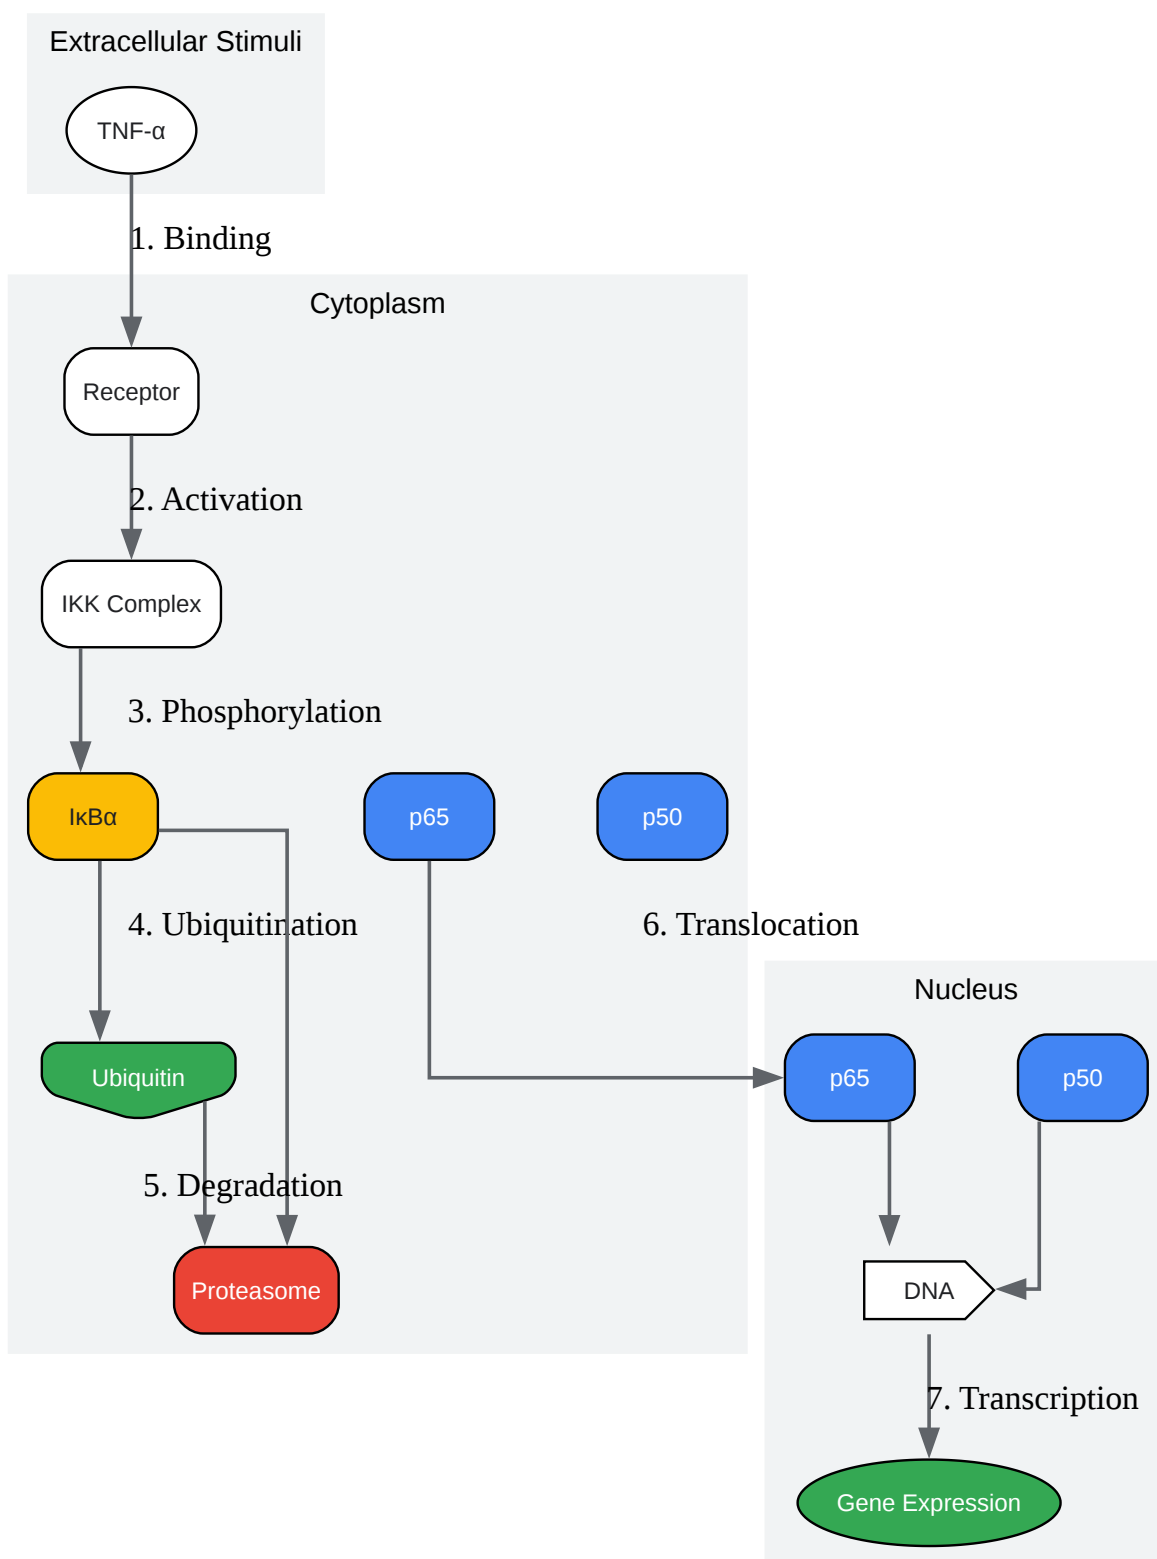 Extracellular Stimuli
TNF-α
1. Binding
Cytoplasm
Receptor
2. Activation
IKK Complex
3. Phosphorylation
IκBα
p65
p50
4. Ubiquitination
6. Translocation
Nucleus
Ubiquitin
p65
p50
5. Degradation
Proteasome
DNA
7. Transcription
Gene Expression